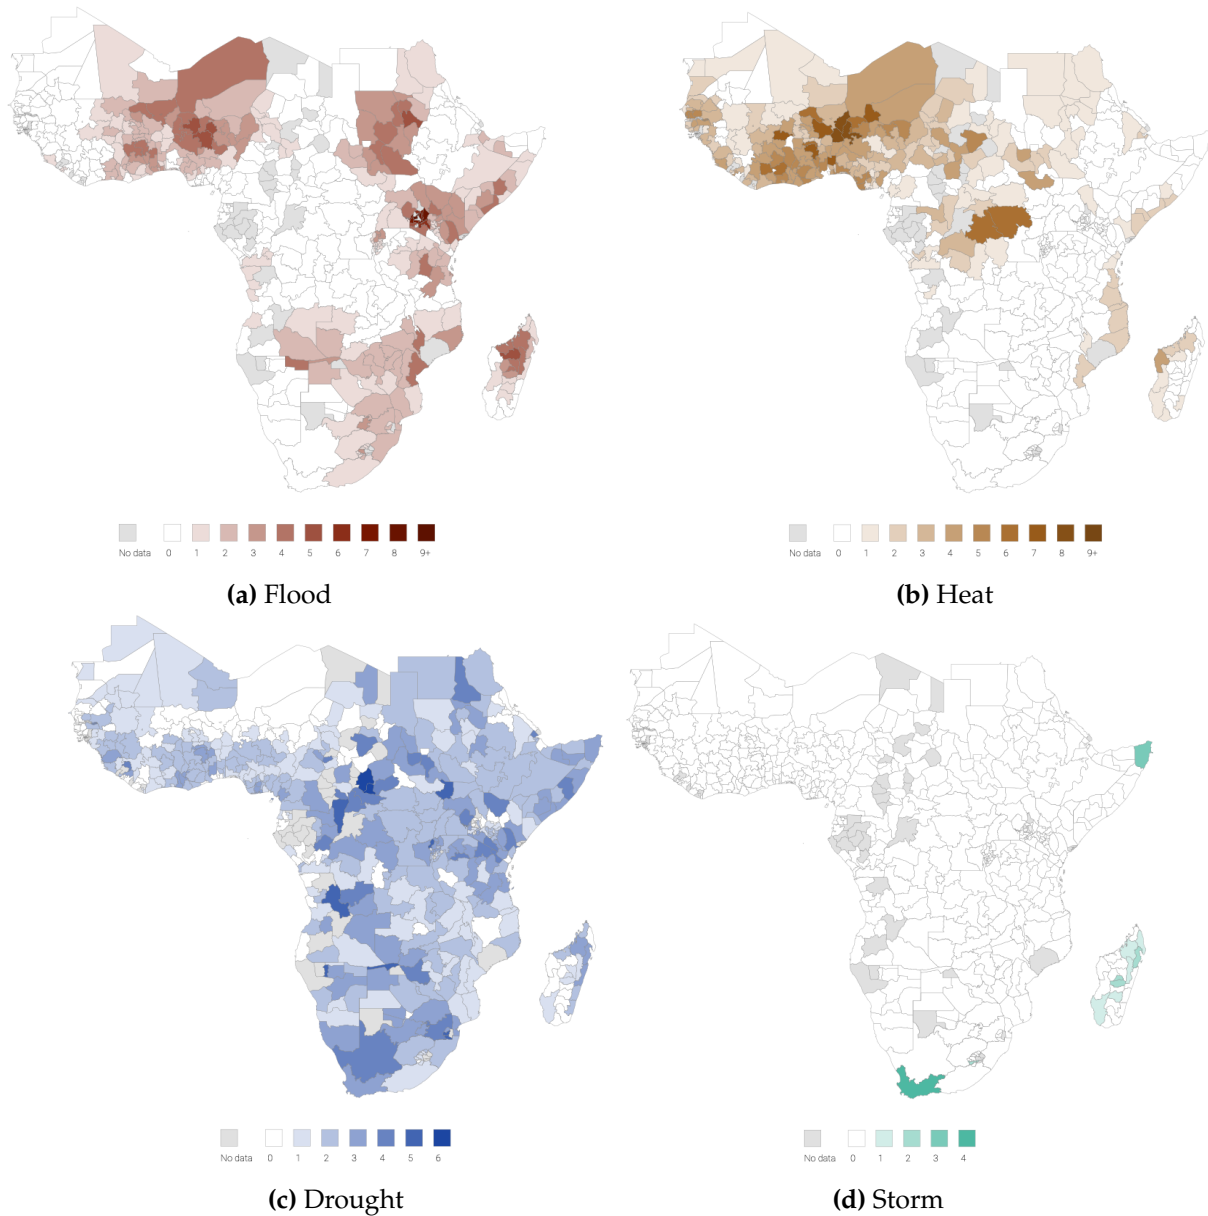 No data 0 1 2 3 4 5 6 7 8 9+
No data 0 1 2 3 4 5 6 7 8 9+
(a) Flood
(b) Heat
No data 0 1 2 3 4 5 6
No data 0 1 2 3 4
(c) Drought
(d) Storm